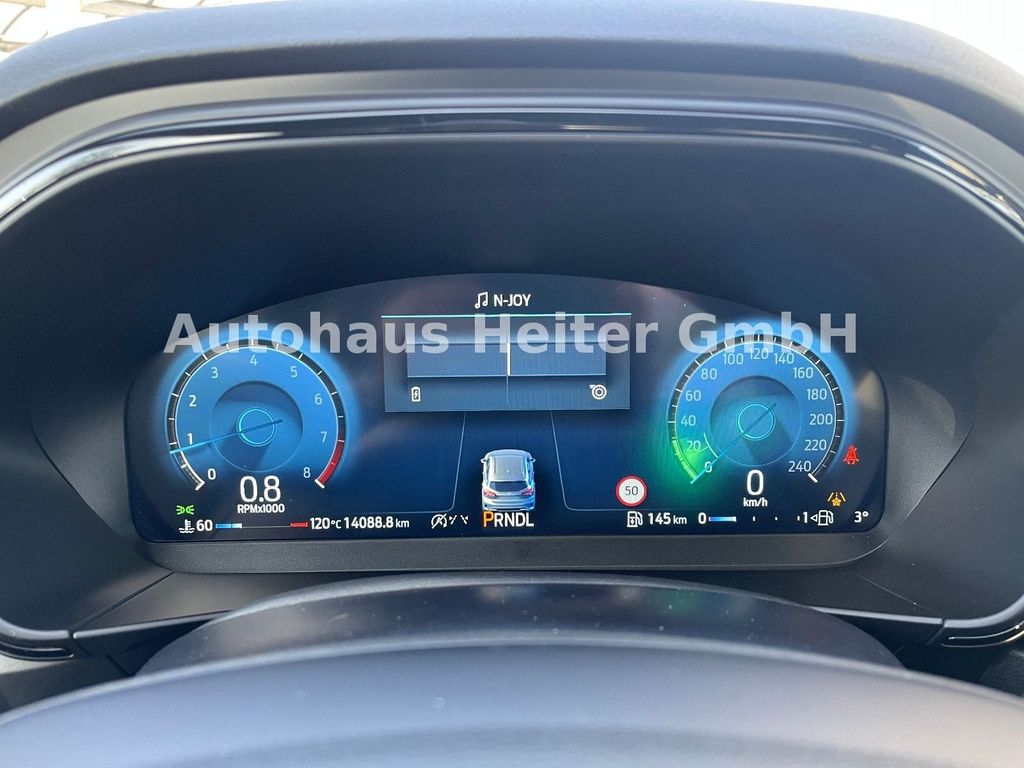 N-JOY
Autohaus Heiter GmbH
0 1 2 3 4 5 6 7 8
0 20 40 60 80 100 120 140 160 180 200 220 240
50
0.8
RPMx1000
0
km/h
60 120°C 14088.8 km PRNDL 145 km 0 1 3°